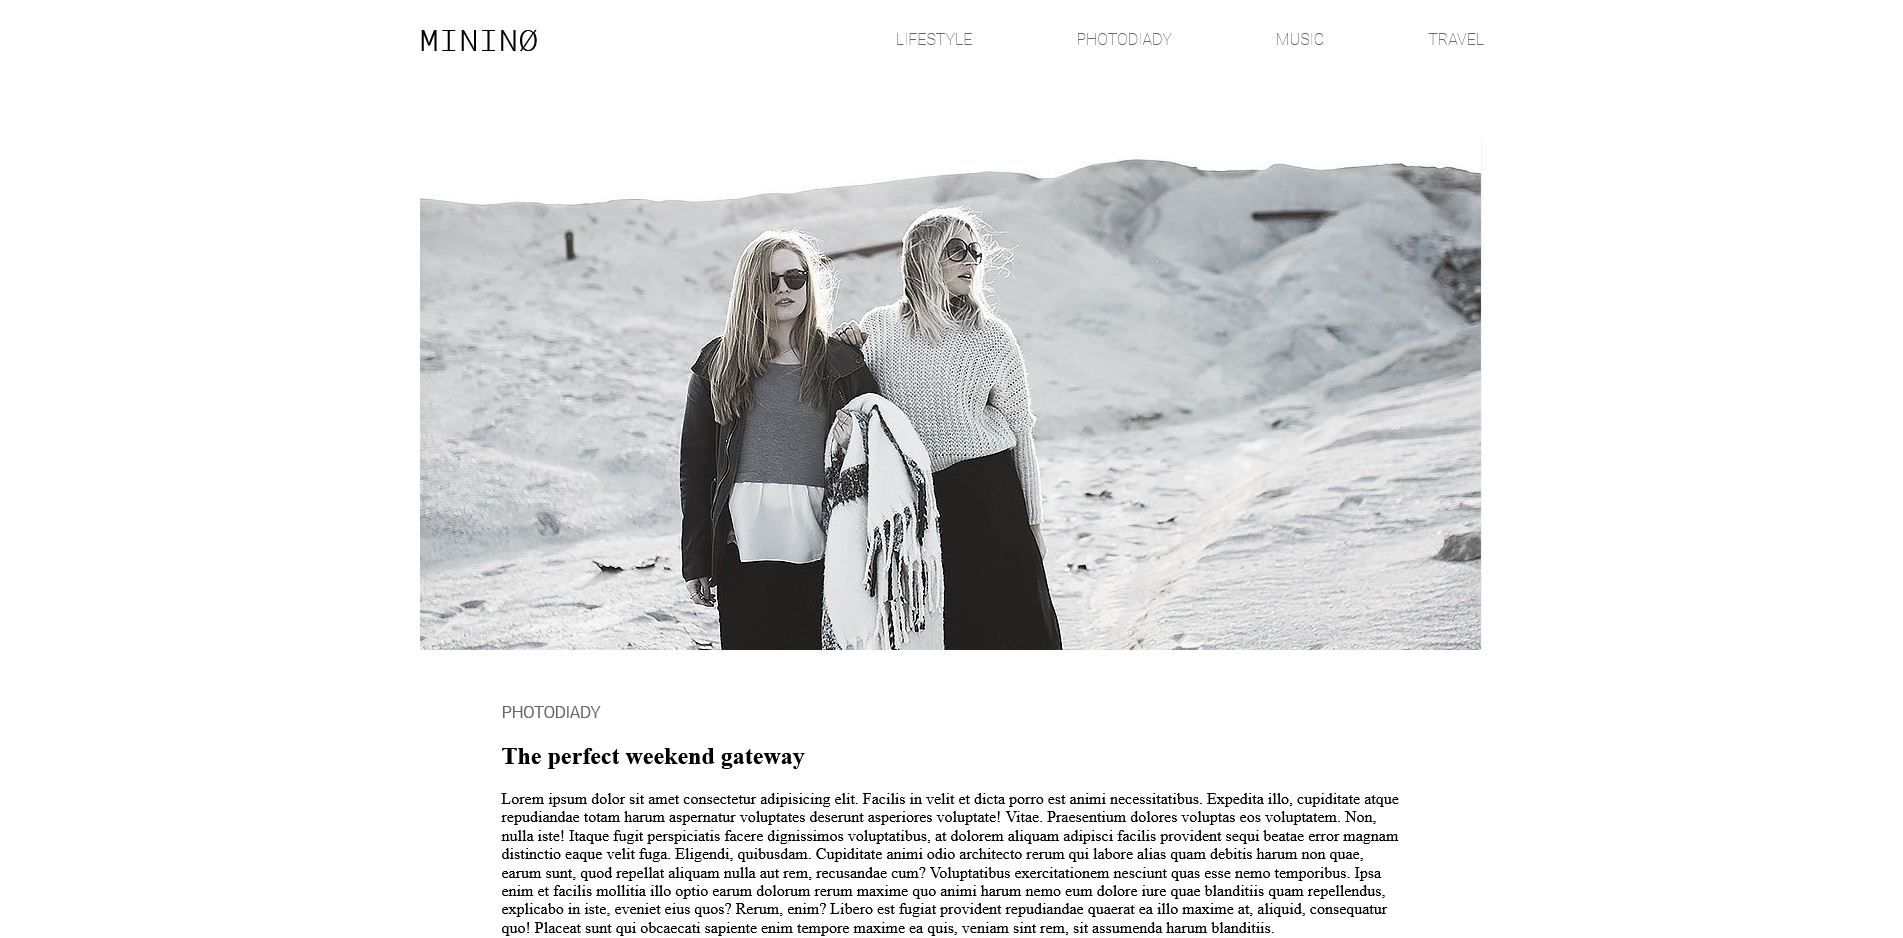 MININØ
LIFESTYLE
PHOTODIADY
MUSIC
TRAVEL
PHOTODIADY
The perfect weekend gateway
Lorem ipsum dolor sit amet consectetur adipisicing elit. Facilis in velit et dicta porro est animi necessitatibus. Expedita illo, cupiditate atque
repudiandae totam harum aspernatur voluptates deserunt asperiores voluptate! Vitae. Praesentium dolores voluptas eos voluptatem. Non,
nulla iste! Itaque fugit perspiciatis facere dignissimos voluptatibus, at dolorem aliquam adipisci facilis provident sequi beatae error magnam
distinctio eaque velit fuga. Eligendi, quibusdam. Cupiditate animi odio architecto rerum qui labore alias quam debitis harum non quae,
earum sunt, quod repellat aliquam nulla aut rem, recusandae cum? Voluptatibus exercitationem nesciunt quas esse nemo temporibus. Ipsa
enim et facilis mollitia illo optio earum dolorum rerum maxime quo animi harum nemo eum dolore iure quae blanditiis quam repellendus,
explicabo in iste, eveniet eius quos? Rerum, enim? Libero est fugiat provident repudiandae quaerat ea illo maxime at, aliquid, consequatur
quo! Placeat sunt qui obcaecati sapiente enim tempore maxime ea quis, veniam sint rem, sit assumenda harum blanditiis.